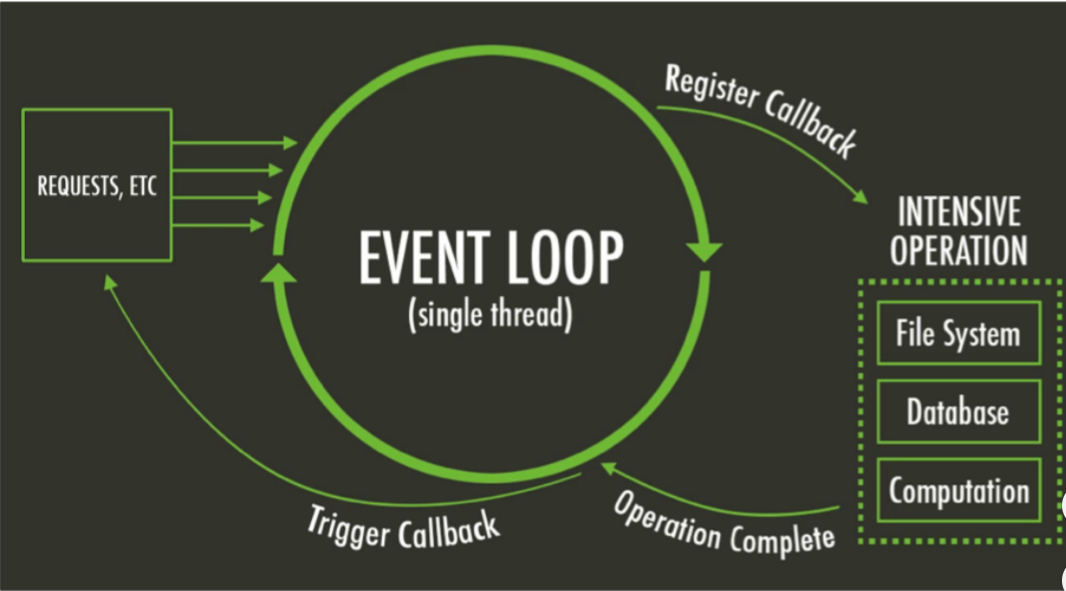 Register Callback
REQUESTS, ETC
INTENSIVE
OPERATION
EVENT LOOP
(single thread)
File System
Database
Computation
Trigger Callback
Operation Complete